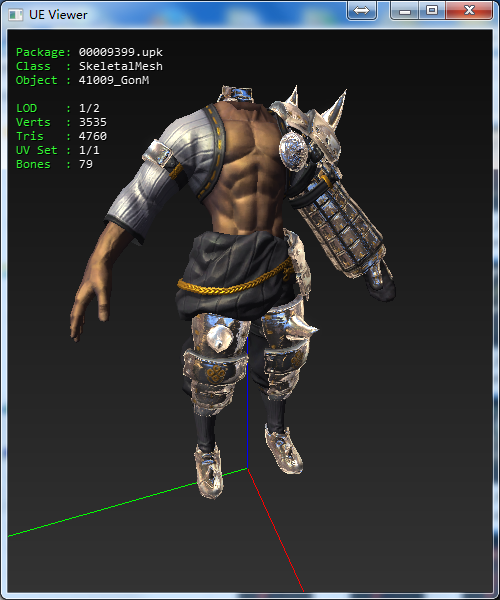 UE Viewer
Package: 00009399.upk
Class : SkeletalMesh
Object : 41009_GonM
LOD : 1/2
Verts : 3535
Tris : 4760
UV Set : 1/1
Bones : 79